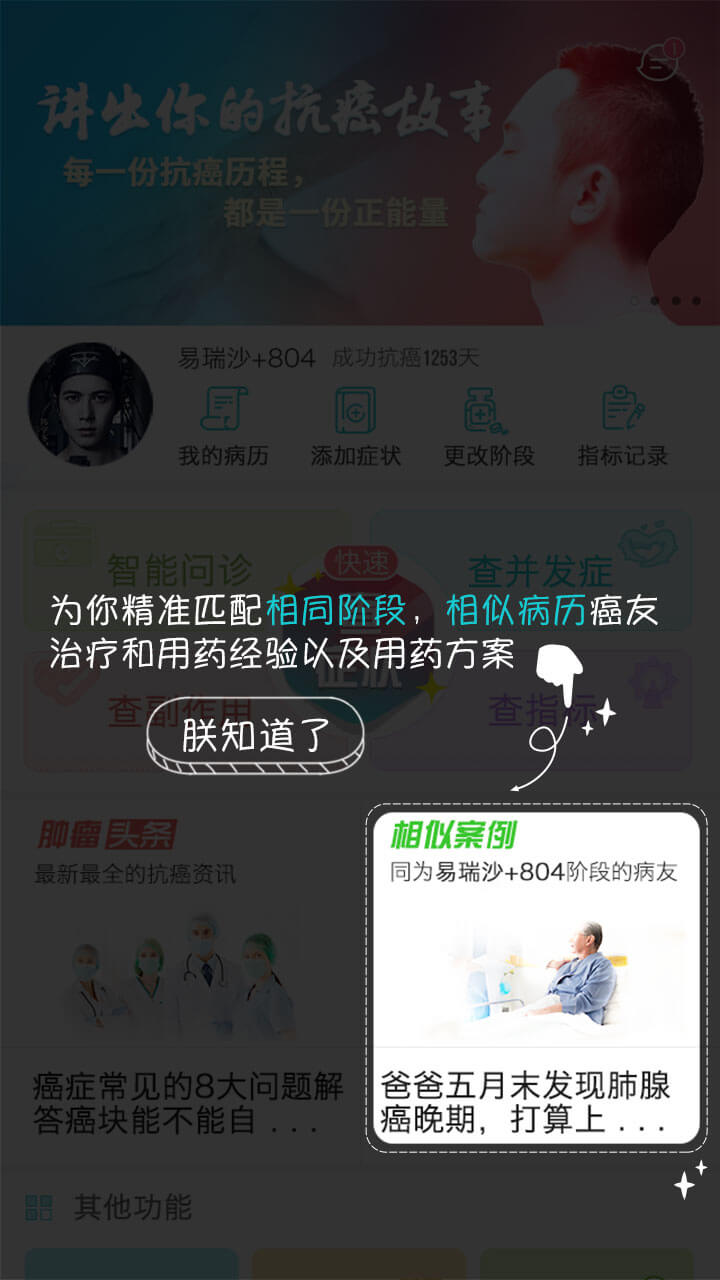 1
讲出你的抗癌故事
每一份抗癌历程，
都是一份正能量
易瑞沙+804 成功抗癌1253天
我的病历 添加症状 更改阶段 指标记录
智能问诊 快速 查并发症
为你精准匹配相同阶段，相似病历癌友
治疗和用药经验以及用药方案
症状
查副作用 查指标
朕知道了
肿瘤头条
最新最全的抗癌资讯
相似案例
同为易瑞沙+804阶段的病友
癌症常见的8大问题解
答癌块能不能自 . . .
爸爸五月末发现肺腺
癌晚期，打算上 . . .
其他功能